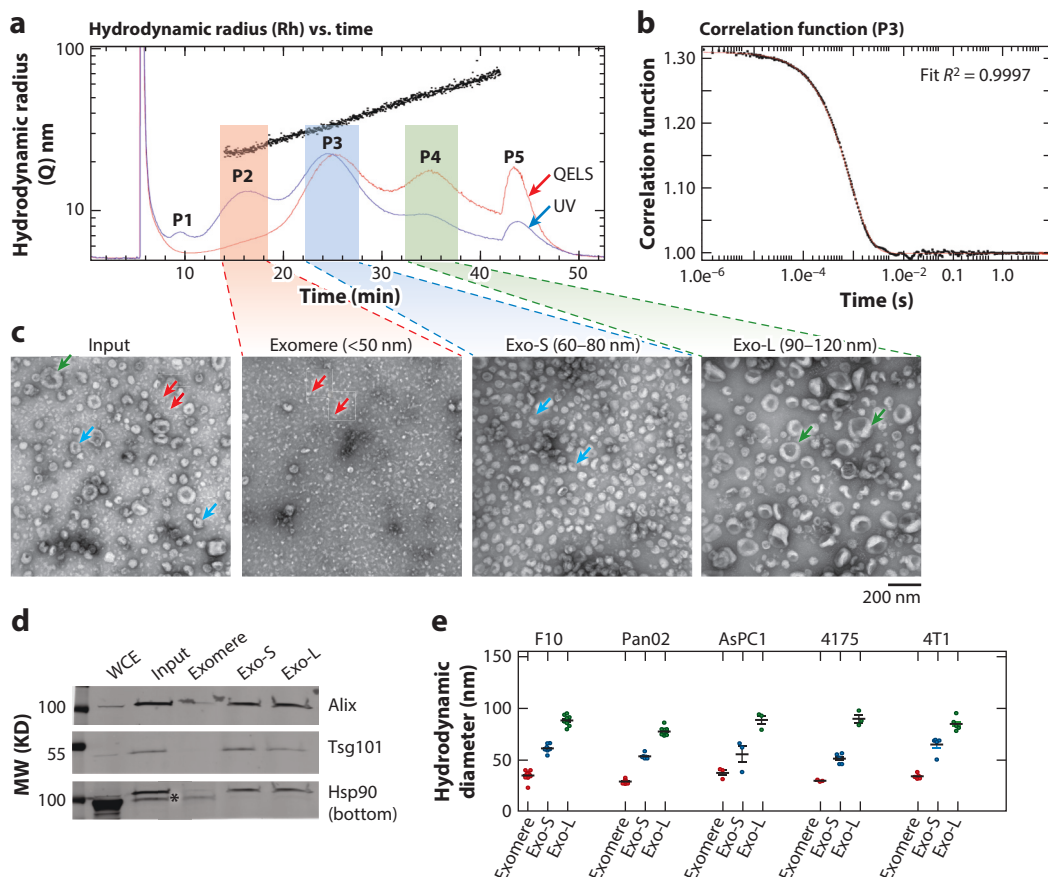 a
Hydrodynamic radius (Rh) vs. time
Hydrodynamic radius
(Q) nm
100
10
P1
P2
P3
P4
P5
QELS
UV
10
20
30
40
50
Time (min)
b
Correlation function (P3)
Correlation function
1.30
1.20
1.10
1.00
Fit R² = 0.9997
1.0e⁻⁶
1.0e⁻⁴
1.0e⁻²
0.1
1.0
Time (s)
c
Input
Exomere (<50 nm)
Exo-S (60–80 nm)
Exo-L (90–120 nm)
200 nm
d
WCE
Input
Exomere
Exo-S
Exo-L
MW (KD)
100
Alix
55
Tsg101
100
*
Hsp90
(bottom)
e
F10
Pan02
AsPC1
4175
4T1
Hydrodynamic
diameter (nm)
150
100
50
0
Exomere
Exo-S
Exo-L
Exomere
Exo-S
Exo-L
Exomere
Exo-S
Exo-L
Exomere
Exo-S
Exo-L
Exomere
Exo-S
Exo-L